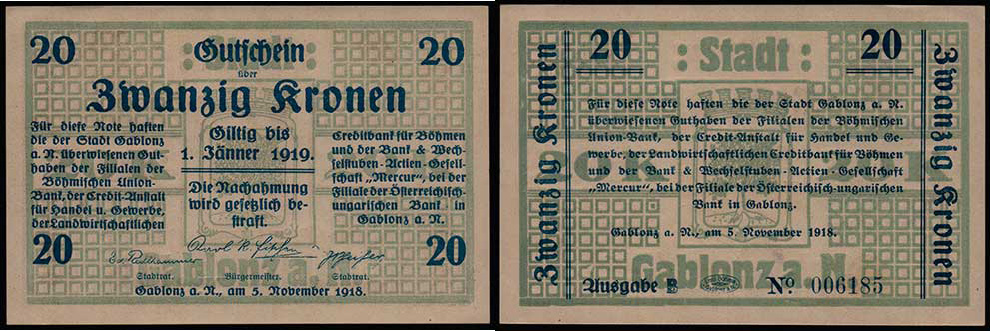 20
Gutschein
20
über
Zwanzig Kronen
Für diese Note haften
die der Stadt Gablonz
a. N. überwiesenen Gut-
haben der Filialen der
Böhmischen Union-
Bank, der Credit-Anstalt
für Handel u. Gewerbe,
der Landwirtschaftlichen
Giltig bis
1. Jänner 1919.
Die Nachahmung
wird gesetzlich be-
straft.
Creditbank für Böhmen
und der Bank & Wech-
selstuben-Actien-Gesell-
schaft „Mercur", bei der
Filiale der Österreichisch-
ungarischen Bank in
Gablonz a. N.
20
20
Stadtrat.
Bürgermeister.
Stadtrat.
Gablonz a. N., am 5. November 1918.
Zwanzig Kronen
20
: Stadt :
20
Für diese Note haften die der Stadt Gablonz a. N.
überwiesenen Guthaben der Filialen der Böhmischen
Union-Bank, der Credit-Anstalt für Handel und Ge-
werbe, der Landwirtschaftlichen Creditbank für Böhmen
und der Bank & Wechselstuben-Actien-Gesellschaft
„Mercur", bei der Filiale der Österreichisch-ungarischen
Bank in Gablonz.
Gablonz a. N., am 5. November 1918.
Gablonz a. N.
Ausgabe B
No. 006185
Zwanzig Kronen